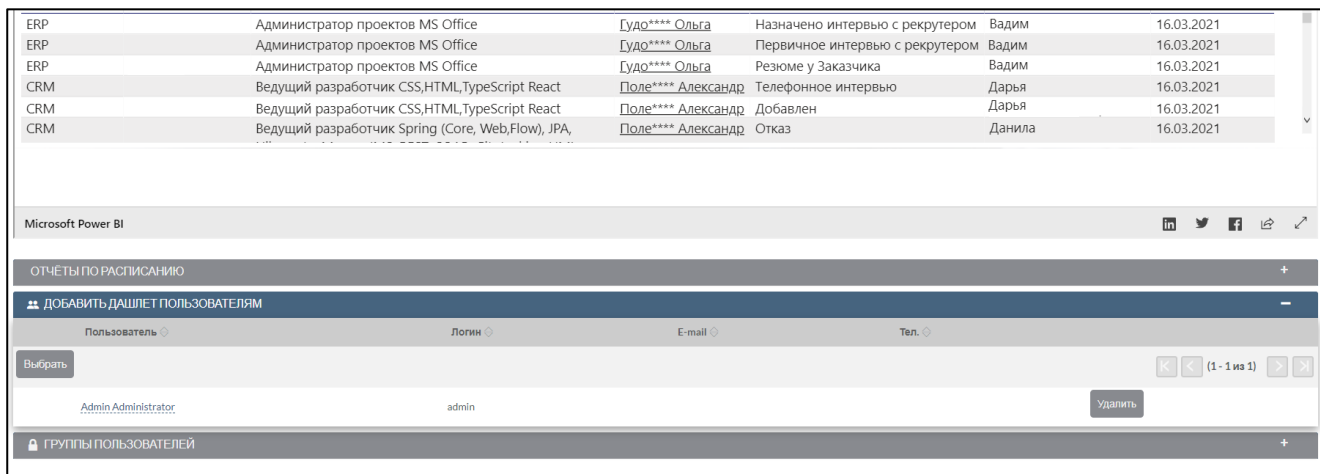 ERP Администратор проектов MS Office Гудо**** Ольга Назначено интервью с рекрутером Вадим 16.03.2021
ERP Администратор проектов MS Office Гудо**** Ольга Первичное интервью с рекрутером Вадим 16.03.2021
ERP Администратор проектов MS Office Гудо**** Ольга Резюме у Заказчика Вадим 16.03.2021
CRM Ведущий разработчик CSS,HTML,TypeScript React Поле**** Александр Телефонное интервью Дарья 16.03.2021
CRM Ведущий разработчик CSS,HTML,TypeScript React Поле**** Александр Добавлен Дарья 16.03.2021
CRM Ведущий разработчик Spring (Core, Web,Flow), JPA, Поле**** Александр Отказ Данила 16.03.2021
Microsoft Power BI
ОТЧЁТЫ ПО РАСПИСАНИЮ
ДОБАВИТЬ ДАШЛЕТ ПОЛЬЗОВАТЕЛЯМ
Пользователь Логин E-mail Тел.
Выбрать (1 - 1 из 1)
Admin Administrator admin Удалить
ГРУППЫ ПОЛЬЗОВАТЕЛЕЙ